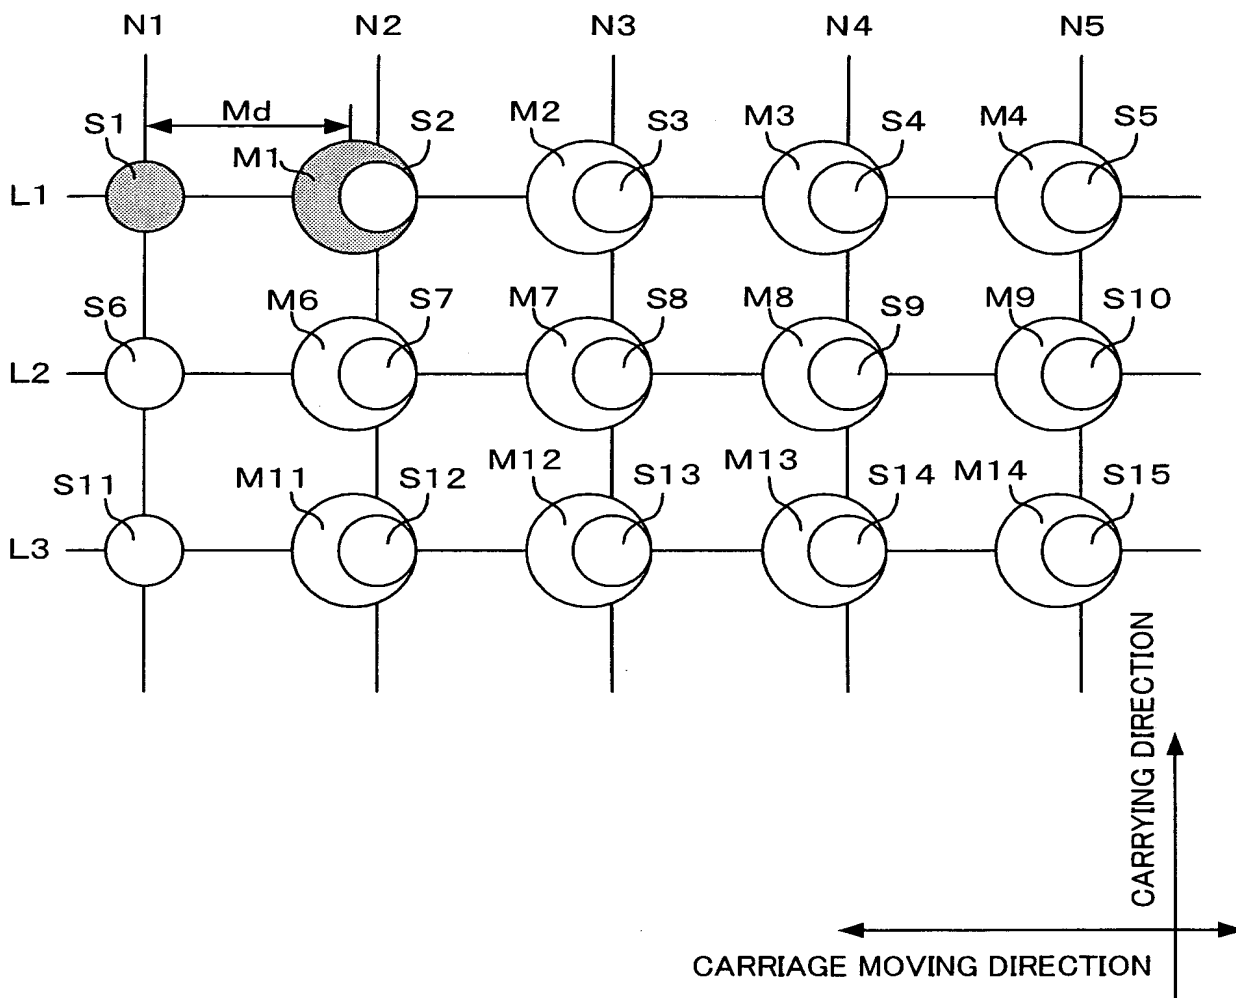 N1 N2 N3 N4 N5
S1 Md S2 M2 S3 M3 S4 M4 S5
M1
L1
S6 M6 S7 M7 S8 M8 S9 M9 S10
L2
S11 M11 S12 M12 S13 M13 S14 M14 S15
L3
CARRYING DIRECTION
CARRIAGE MOVING DIRECTION